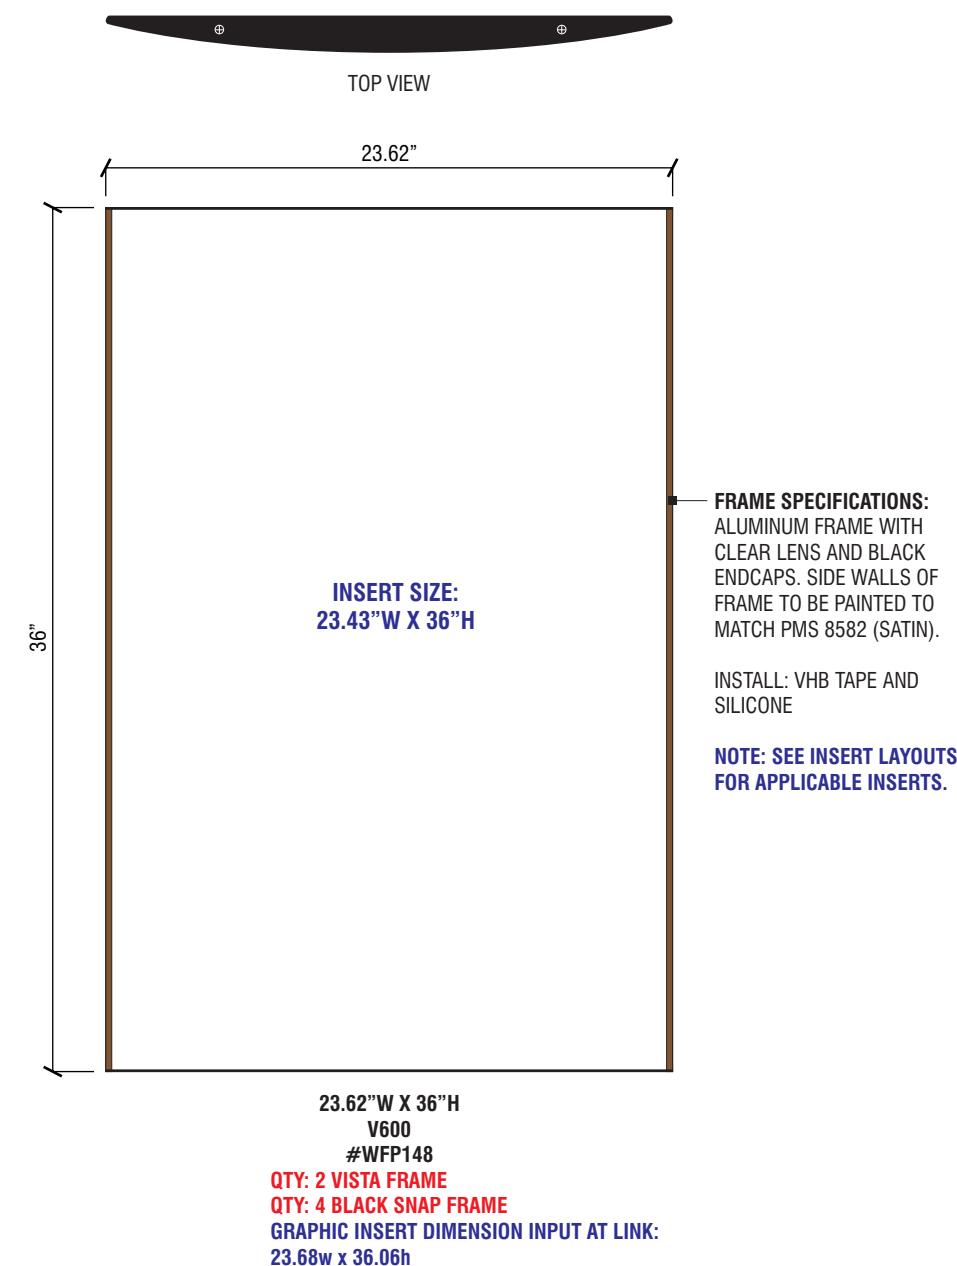 TOP VIEW
23.62”
36”
INSERT SIZE:
23.43”W X 36”H
FRAME SPECIFICATIONS:
ALUMINUM FRAME WITH
CLEAR LENS AND BLACK
ENDCAPS. SIDE WALLS OF
FRAME TO BE PAINTED TO
MATCH PMS 8582 (SATIN).
INSTALL: VHB TAPE AND
SILICONE
NOTE: SEE INSERT LAYOUTS
FOR APPLICABLE INSERTS.
23.62”W X 36”H
V600
#WFP148
QTY: 2 VISTA FRAME
QTY: 4 BLACK SNAP FRAME
GRAPHIC INSERT DIMENSION INPUT AT LINK:
23.68w x 36.06h